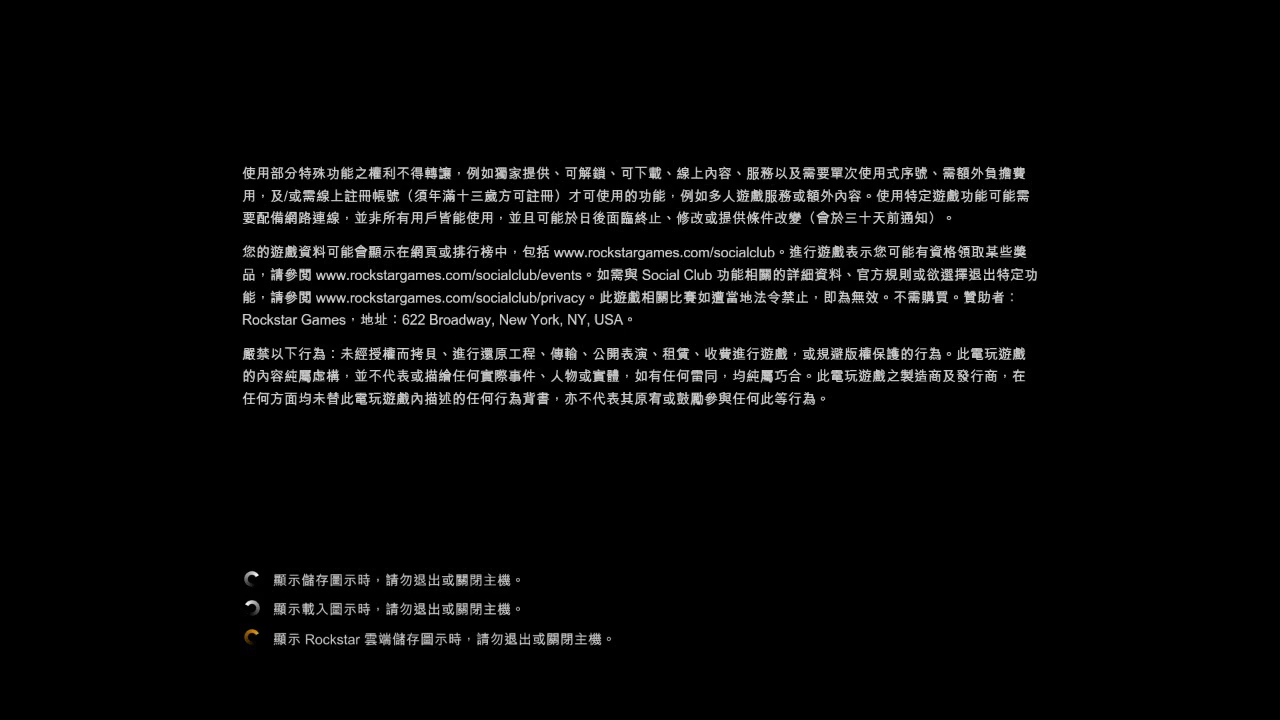 使用部分特殊功能之權利不得轉讓，例如獨家提供、可解鎖、可下載、線上內容、服務以及需要單次使用式序號、需額外負擔費
用，及/或需線上註冊帳號（須年滿十三歲方可註冊）才可使用的功能，例如多人遊戲服務或額外內容。使用特定遊戲功能可能需
要配備網路連線，並非所有用戶皆能使用，並且可能於日後面臨終止、修改或提供條件改變（會於三十天前通知）。
您的遊戲資料可能會顯示在網頁或排行榜中，包括 www.rockstargames.com/socialclub。進行遊戲表示您可能有資格領取某些獎
品，請參閱 www.rockstargames.com/socialclub/events。如需與 Social Club 功能相關的詳細資料、官方規則或欲選擇退出特定功
能，請參閱 www.rockstargames.com/socialclub/privacy。此遊戲相關比賽如遭當地法令禁止，即為無效。不需購買。贊助者：
Rockstar Games，地址：622 Broadway, New York, NY, USA。
嚴禁以下行為：未經授權而拷貝、進行還原工程、傳輸、公開表演、租賃、收費進行遊戲，或規避版權保護的行為。此電玩遊戲
的內容純屬虛構，並不代表或描繪任何實際事件、人物或實體，如有任何雷同，均純屬巧合。此電玩遊戲之製造商及發行商，在
任何方面均未替此電玩遊戲內描述的任何行為背書，亦不代表其原宥或鼓勵參與任何此等行為。
顯示儲存圖示時，請勿退出或關閉主機。
顯示載入圖示時，請勿退出或關閉主機。
顯示 Rockstar 雲端儲存圖示時，請勿退出或關閉主機。